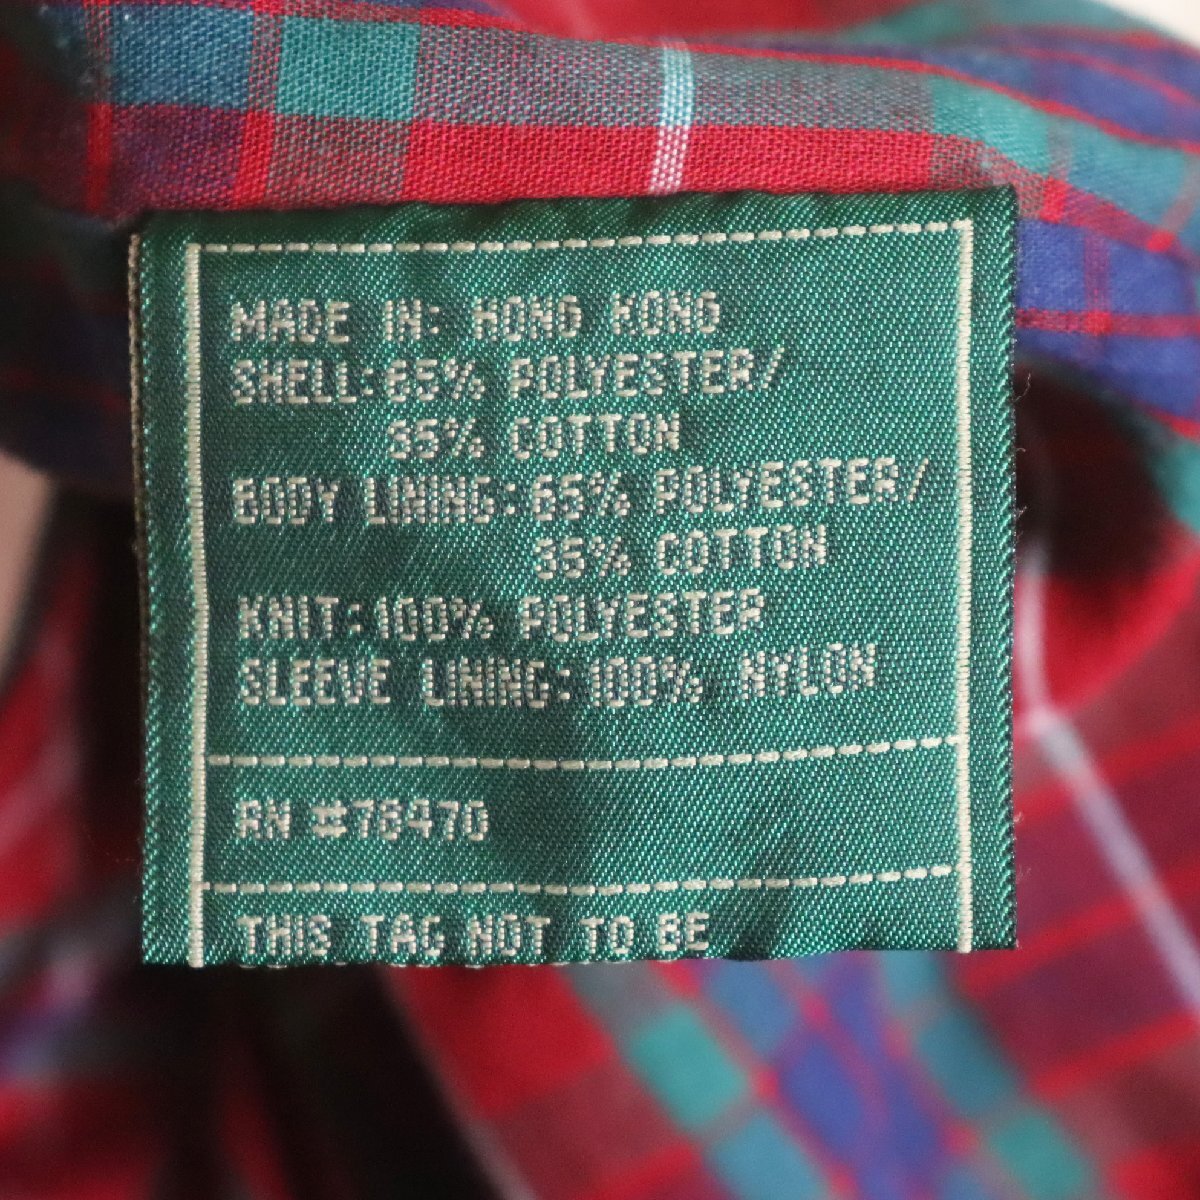 MADE IN: HONG KONG
SHELL: 65% POLYESTER/
35% COTTON
BODY LINING: 65% POLYESTER/
35% COTTON
KNIT: 100% POLYESTER
SLEEVE LINING: 100% NYLON
RN #78470
THIS TAG NOT TO BE